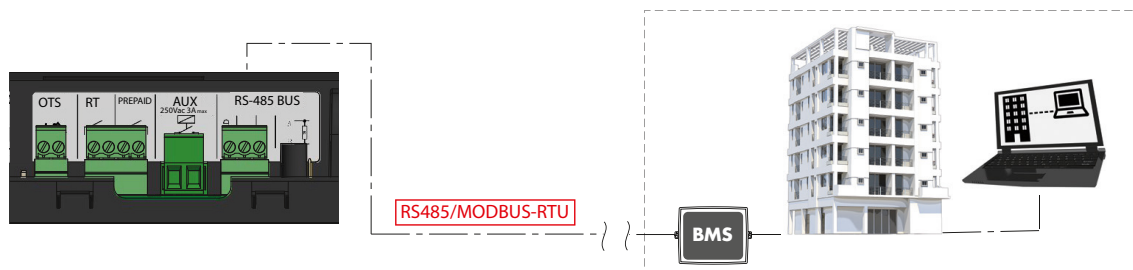 OTS RT PREPAID AUX RS-485 BUS
250Vac 3A max
RS485/MODBUS-RTU
BMS